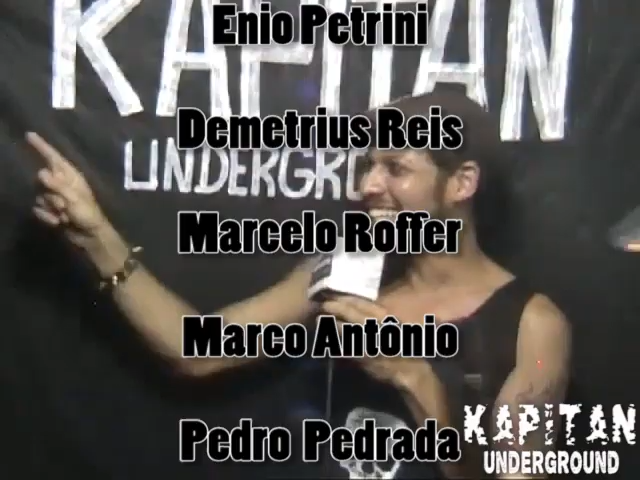 KAPITAN
UNDERGRO
Enio Petrini
Demetrius Reis
Marcelo Roffer
Marco Antônio
Pedro Pedrada
KAPITAN
UNDERGROUND